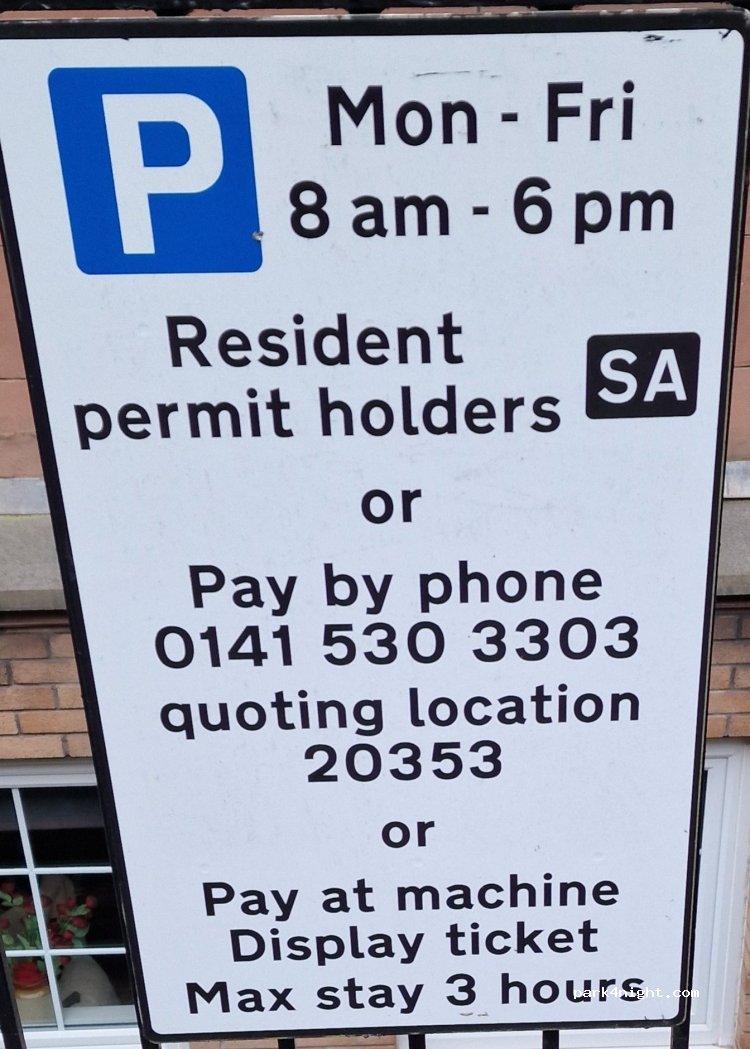 P
Mon - Fri
8 am - 6 pm
Resident
permit holders
SA
or
Pay by phone
0141 530 3303
quoting location
20353
or
Pay at machine
Display ticket
Max stay 3 hours
park4night.com